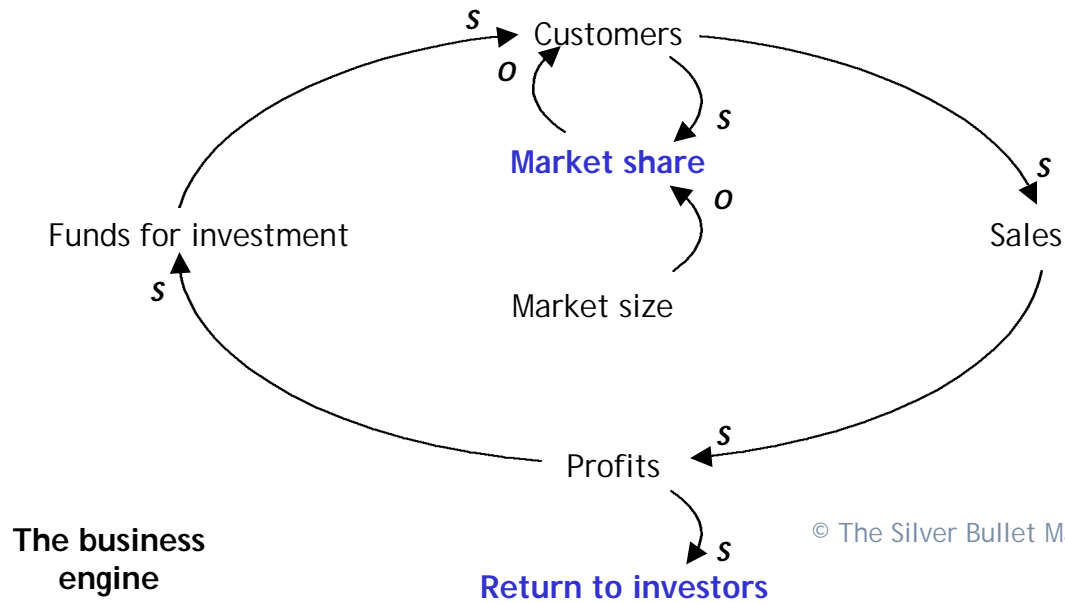 S
Customers
O
S
Market share
S
O
Funds for investment
Sales
S
Market size
S
Profits
The business
engine
© The Silver Bullet
S
Return to investors